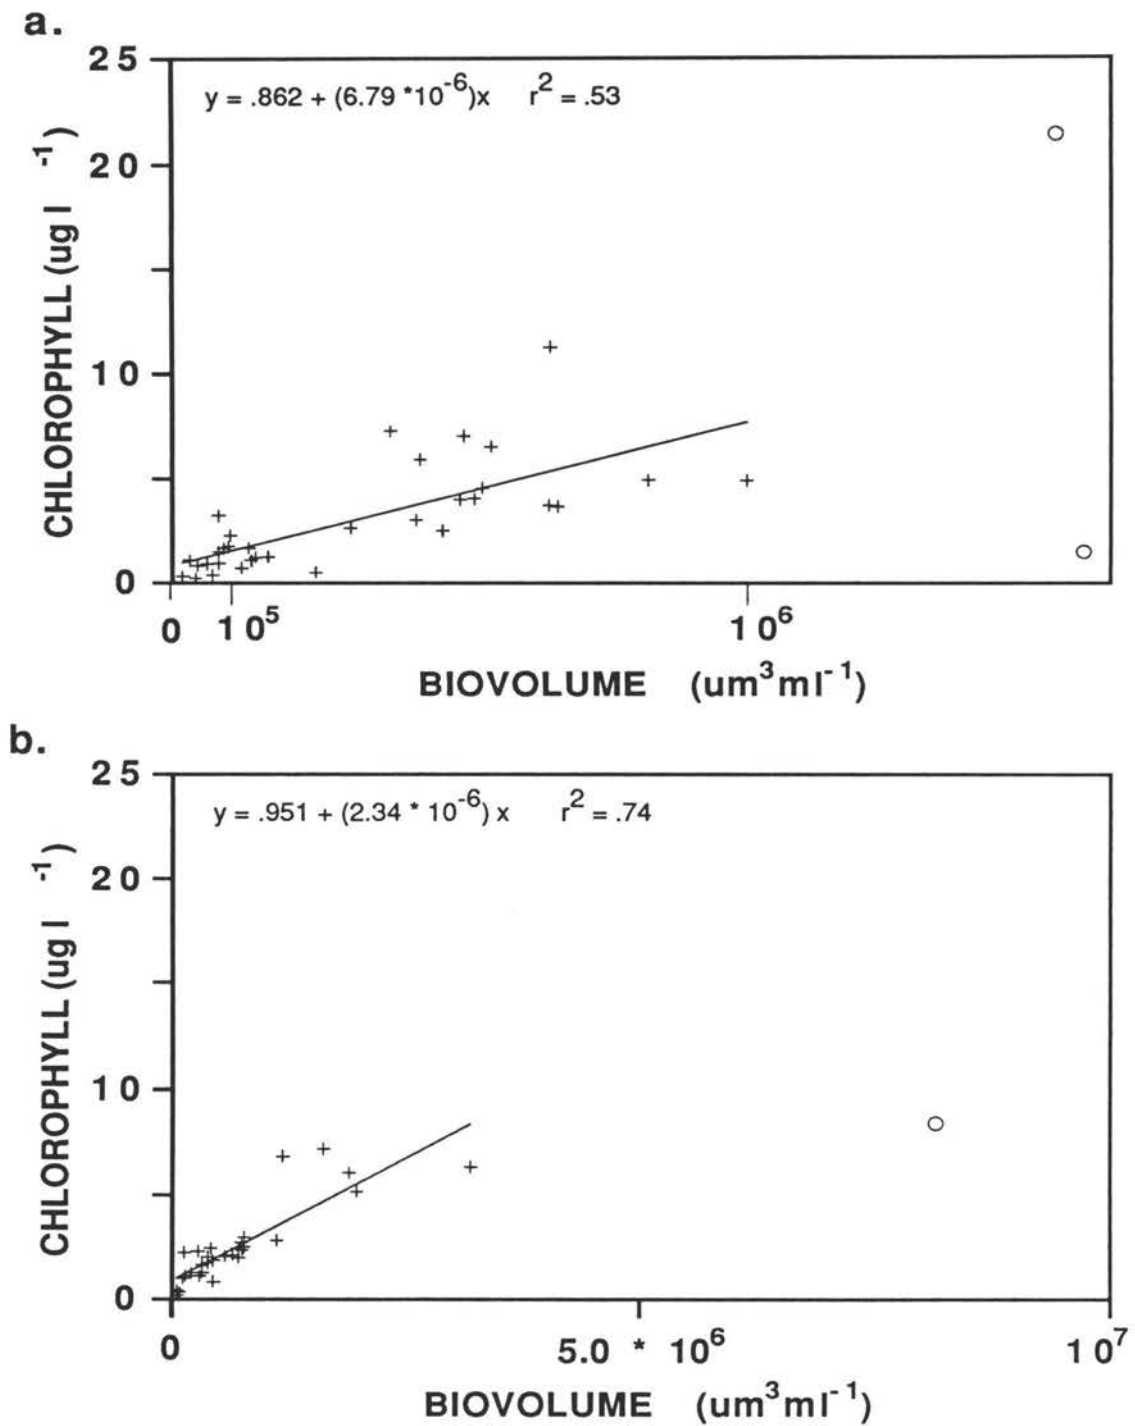 a.
25
y = .862 + (6.79 *10⁻⁶)x r² = .53
20
10
0
CHLOROPHYLL (ug l ⁻¹)
0 10⁵ 10⁶
BIOVOLUME (um³ml⁻¹)
b.
25
y = .951 + (2.34 * 10⁻⁶) x r² = .74
20
10
0
CHLOROPHYLL (ug l ⁻¹)
0 5.0 * 10⁶ 10⁷
BIOVOLUME (um³ml⁻¹)